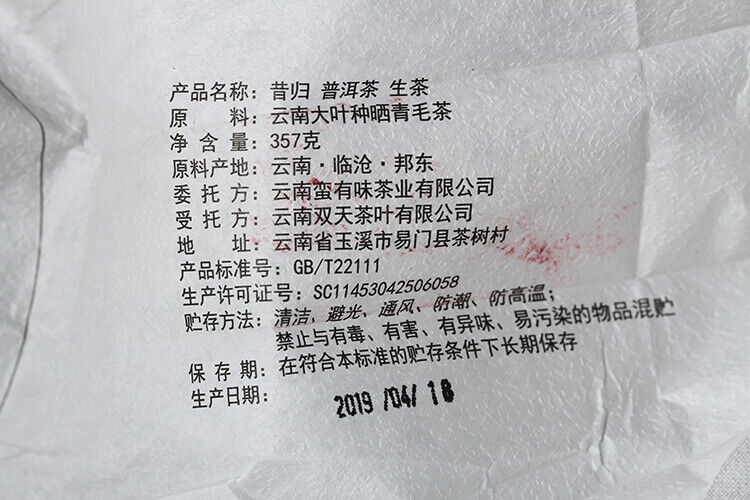 产品名称：昔归 普洱茶 生茶
原 料：云南大叶种晒青毛茶
净 含 量：357克
原料产地：云南·临沧·邦东
委 托 方：云南蛮有味茶业有限公司
受 托 方：云南双天茶叶有限公司
地 址：云南省玉溪市易门县茶树村
产品标准号：GB/T22111
生产许可证号：SC11453042506058
贮存方法：清洁、避光、通风、防潮、防高温；
禁止与有毒、有害、有异味、易污染的物品混贮
保 存 期：在符合本标准的贮存条件下长期保存
生产日期：
2019/04/18